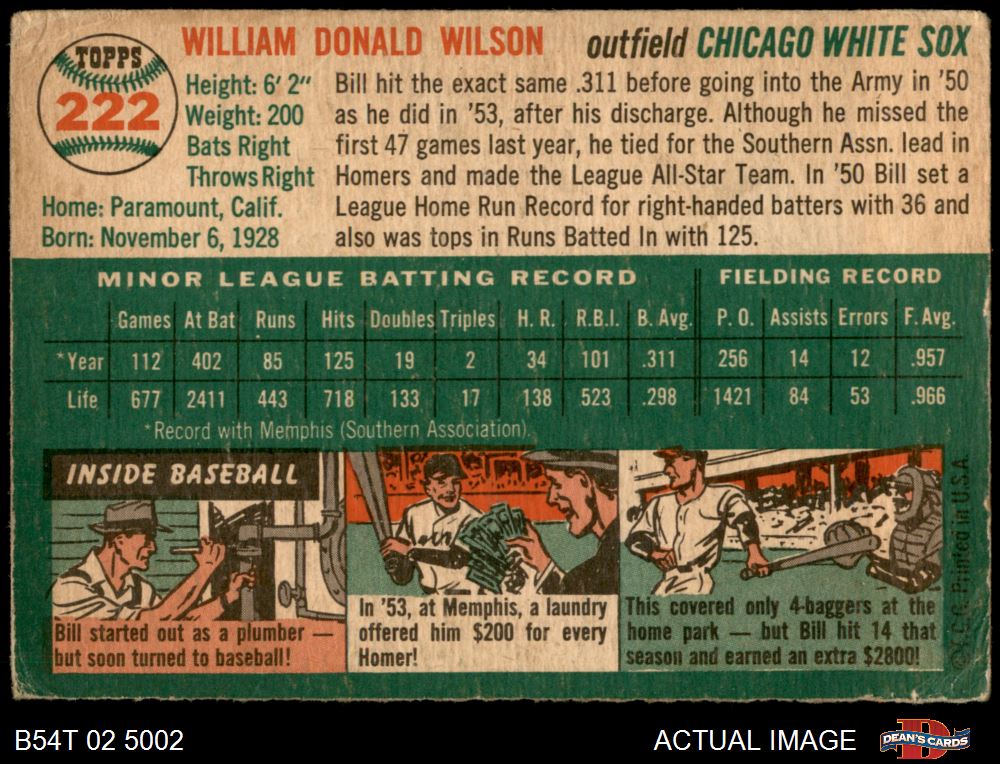 TOPPS
222
WILLIAM DONALD WILSON outfield CHICAGO WHITE SOX
Height: 6' 2"
Weight: 200
Bats Right
Throws Right
Home: Paramount, Calif.
Born: November 6, 1928
Bill hit the exact same .311 before going into the Army in '50
as he did in '53, after his discharge. Although he missed the
first 47 games last year, he tied for the Southern Assn. lead in
Homers and made the League All-Star Team. In '50 Bill set a
League Home Run Record for right-handed batters with 36 and
also was tops in Runs Batted In with 125.
MINOR LEAGUE BATTING RECORD FIELDING RECORD
Games At Bat Runs Hits Doubles Triples H. R. R.B.I. B. Avg. P. O. Assists Errors F. Avg.
*Year 112 402 85 125 19 2 34 101 .311 256 14 12 .957
Life 677 2411 443 718 133 17 138 523 .298 1421 84 53 .966
*Record with Memphis (Southern Association).
INSIDE BASEBALL
Bill started out as a plumber —
but soon turned to baseball!
In '53, at Memphis, a laundry
offered him $200 for every
Homer!
This covered only 4-baggers at the
home park — but Bill hit 14 that
season and earned an extra $2800!
©T.C.G. Printed in U.S.A.
B54T 02 5002
ACTUAL IMAGE
DEAN'S CARDS